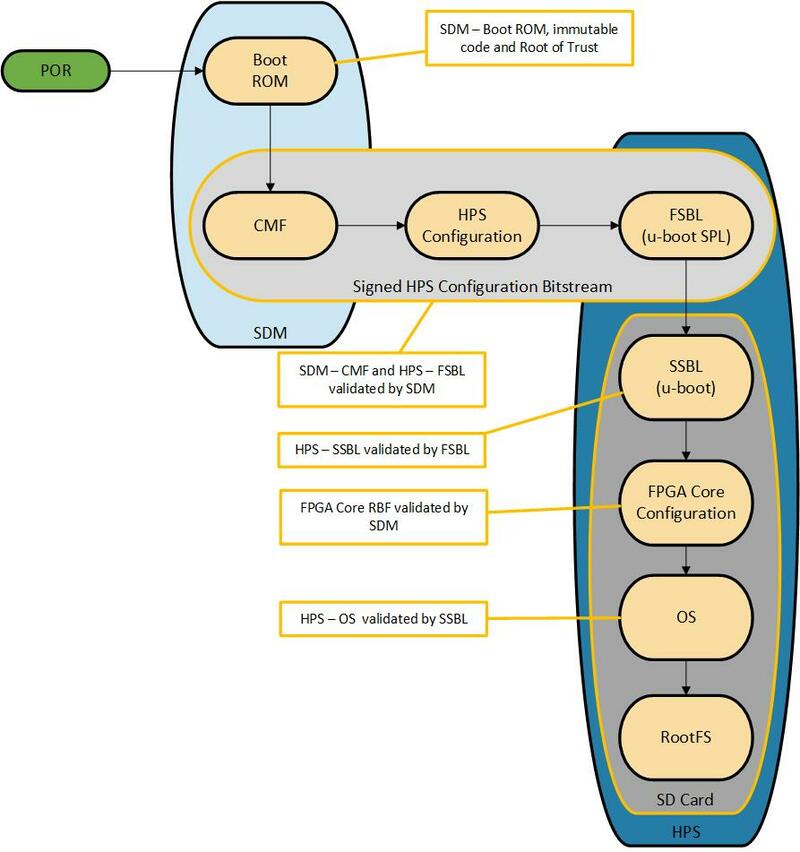 SDM – Boot ROM, immutable
code and Root of Trust
POR
Boot
ROM
CMF
HPS
Configuration
FSBL
(u-boot SPL)
Signed HPS Configuration Bitstream
SDM
SDM – CMF and HPS – FSBL
validated by SDM
SSBL
(u-boot)
HPS – SSBL validated by FSBL
FPGA Core RBF validated by
SDM
FPGA Core
Configuration
HPS – OS  validated by SSBL
OS
RootFS
SD Card
HPS